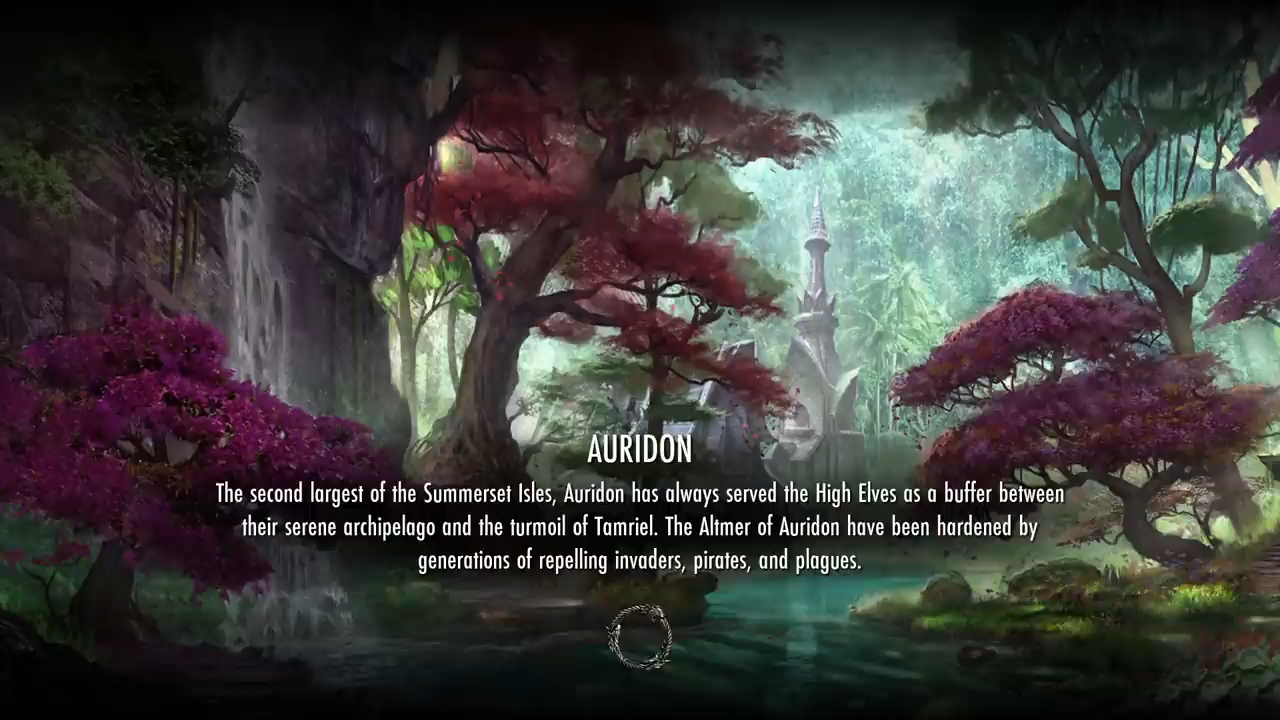 AURIDON
The second largest of the Summerset Isles, Auridon has always served the High Elves as a buffer between
their serene archipelago and the turmoil of Tamriel. The Altmer of Auridon have been hardened by
generations of repelling invaders, pirates, and plagues.